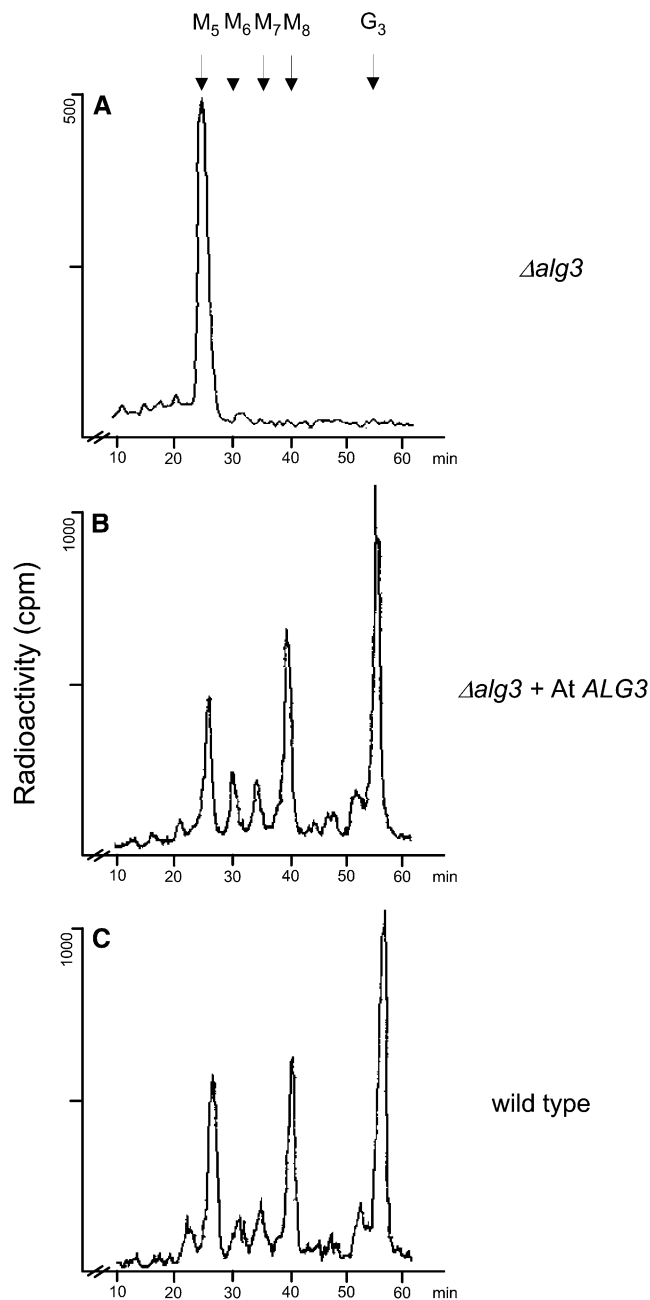 M5 M6 M7 M8 G3
A
500
Δalg3
10 20 30 40 50 60 min
B
1000
Δalg3 + At ALG3
10 20 30 40 50 60 min
Radioactivity (cpm)
C
1000
wild type
10 20 30 40 50 60 min